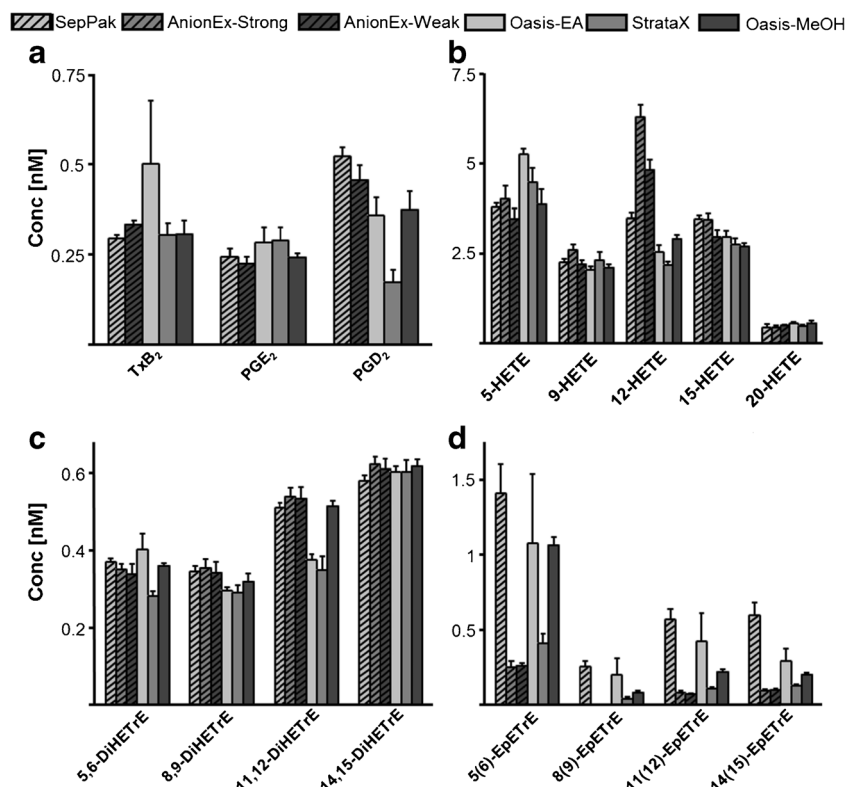 SepPak AnionEx-Strong AnionEx-Weak Oasis-EA StrataX Oasis-MeOH
a
0.75
0.5
0.25
Conc [nM]
TxB₂ PGE₂ PGD₂
b
7.5
5
2.5
5-HETE 9-HETE 12-HETE 15-HETE 20-HETE
c
0.6
0.4
0.2
Conc [nM]
5,6-DiHETrE 8,9-DiHETrE 11,12-DiHETrE 14,15-DiHETrE
d
1.5
1
0.5
5(6)-EpETrE 8(9)-EpETrE 11(12)-EpETrE 14(15)-EpETrE